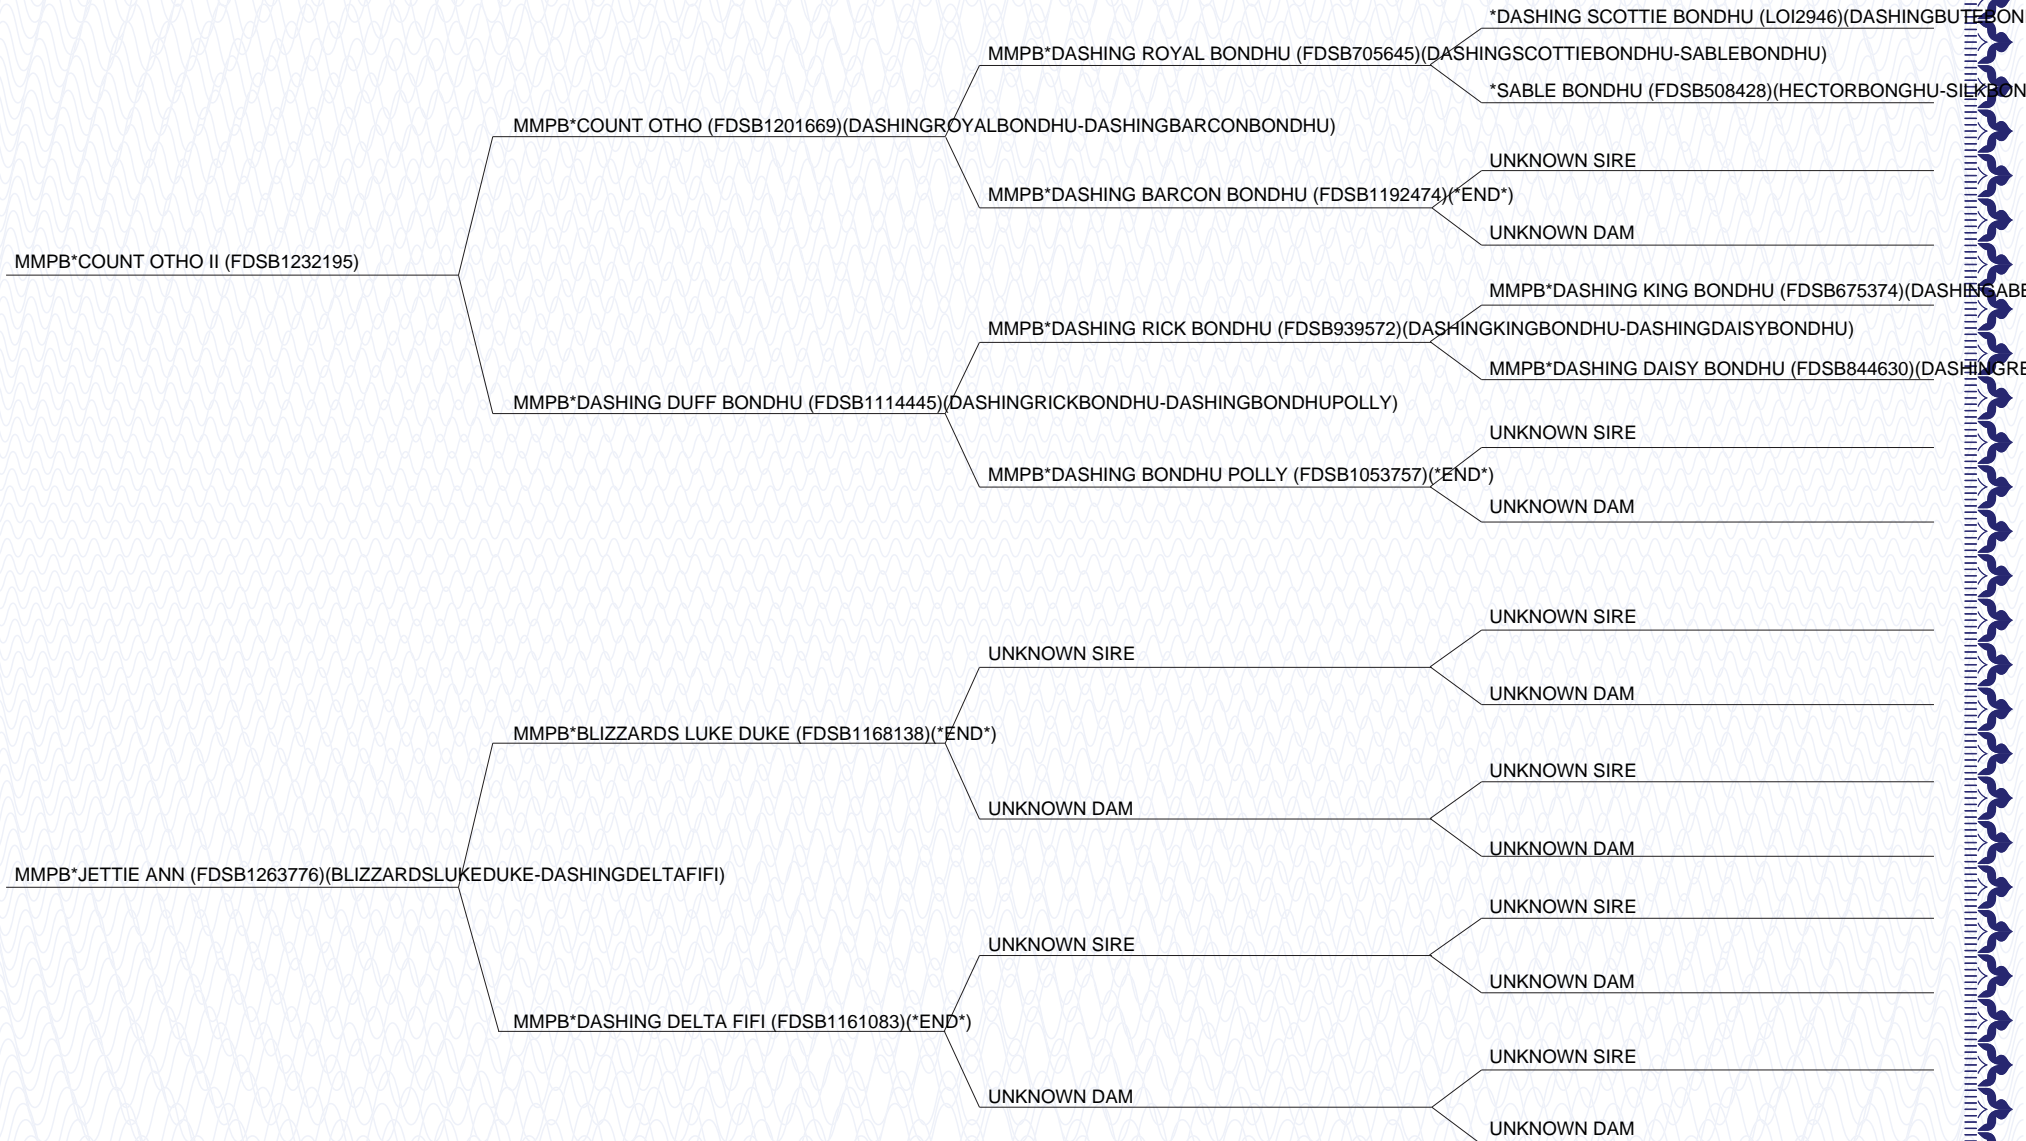 *DASHING SCOTTIE BONDHU (LOI2946)(DASHINGBUTEBON
MMPB*DASHING ROYAL BONDHU (FDSB705645)(DASHINGSCOTTIEBONDHU-SABLEBONDHU)
*SABLE BONDHU (FDSB508428)(HECTORBONGHU-SILKBON
MMPB*COUNT OTHO (FDSB1201669)(DASHINGROYALBONDHU-DASHINGBARCONBONDHU)
UNKNOWN SIRE
MMPB*DASHING BARCON BONDHU (FDSB1192474)(*END*)
UNKNOWN DAM
MMPB*COUNT OTHO II (FDSB1232195)
MMPB*DASHING KING BONDHU (FDSB675374)(DASHINGABE
MMPB*DASHING RICK BONDHU (FDSB939572)(DASHINGKINGBONDHU-DASHINGDAISYBONDHU)
MMPB*DASHING DAISY BONDHU (FDSB844630)(DASHINGRE
MMPB*DASHING DUFF BONDHU (FDSB1114445)(DASHINGRICKBONDHU-DASHINGBONDHUPOLLY)
UNKNOWN SIRE
MMPB*DASHING BONDHU POLLY (FDSB1053757)(*END*)
UNKNOWN DAM
UNKNOWN SIRE
UNKNOWN SIRE
UNKNOWN DAM
MMPB*BLIZZARDS LUKE DUKE (FDSB1168138)(*END*)
UNKNOWN SIRE
UNKNOWN DAM
UNKNOWN DAM
MMPB*JETTIE ANN (FDSB1263776)(BLIZZARDSLUKEDUKE-DASHINGDELTAFIFI)
UNKNOWN SIRE
UNKNOWN SIRE
UNKNOWN DAM
MMPB*DASHING DELTA FIFI (FDSB1161083)(*END*)
UNKNOWN SIRE
UNKNOWN DAM
UNKNOWN DAM